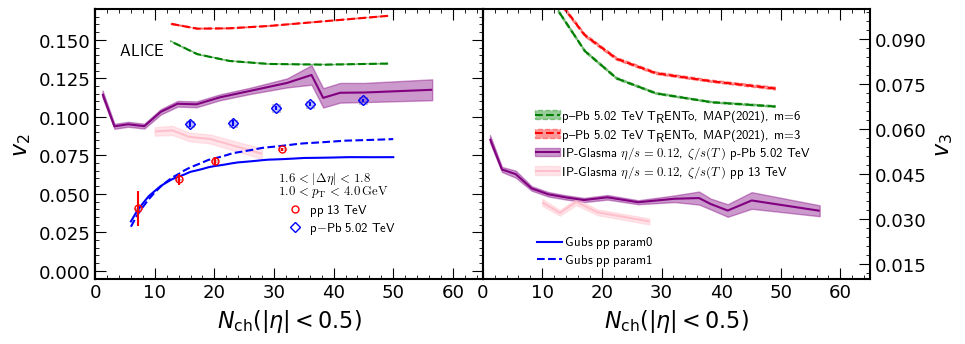 0.150
0.125
0.100
0.075
0.050
0.025
0.000
v₂
ALICE
1.6 < |Δη| < 1.8
1.0 < p_T < 4.0 GeV
pp 13 TeV
p−Pb 5.02 TeV
0 10 20 30 40 50 60
N_ch(|η| < 0.5)
p–Pb 5.02 TeV TRENTo, MAP(2021), m=6
p–Pb 5.02 TeV TRENTo, MAP(2021), m=3
IP-Glasma η/s = 0.12, ζ/s(T) p-Pb 5.02 TeV
IP-Glasma η/s = 0.12, ζ/s(T) pp 13 TeV
Gubs pp param0
Gubs pp param1
0 10 20 30 40 50 60
N_ch(|η| < 0.5)
0.090
0.075
0.060
0.045
0.030
0.015
v₃